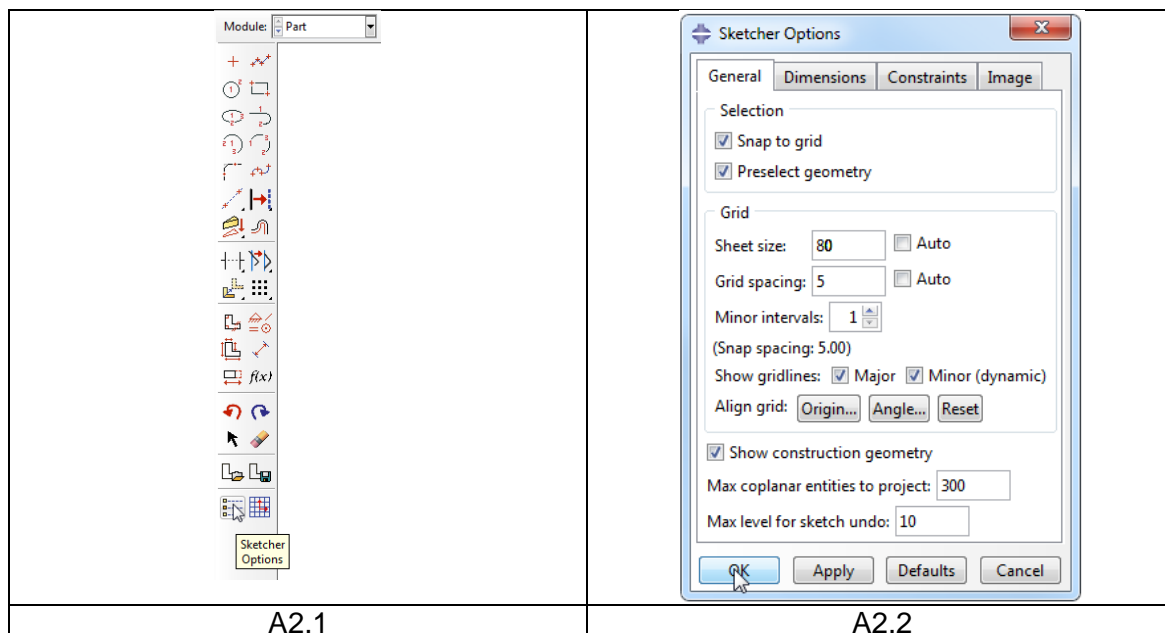 Module: Part
f(x)
Sketcher
Options
A2.1
Sketcher Options
General Dimensions Constraints Image
Selection
Snap to grid
Preselect geometry
Grid
Sheet size: 80 Auto
Grid spacing: 5 Auto
Minor intervals: 1
(Snap spacing: 5.00)
Show gridlines: Major Minor (dynamic)
Align grid: Origin... Angle... Reset
Show construction geometry
Max coplanar entities to project: 300
Max level for sketch undo: 10
OK Apply Defaults Cancel
A2.2